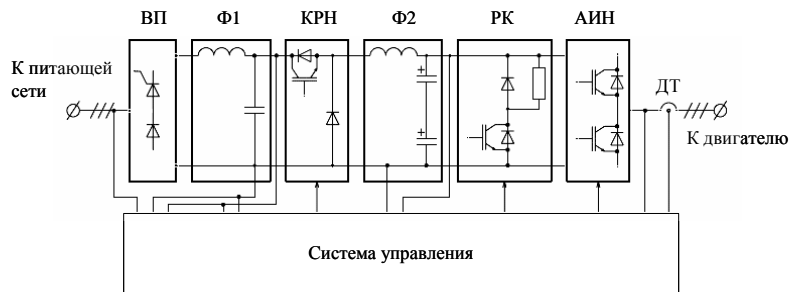 ВП Ф1 КРН Ф2 РК АИН
К питающей
сети
ДТ
К двигателю
Система управления